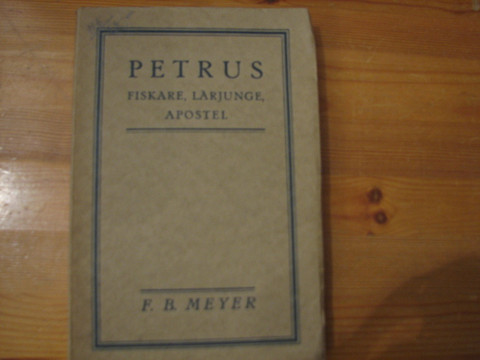 PETRUS
FISKARE, LÄRJUNGE,
APOSTEL
F. B. MEYER